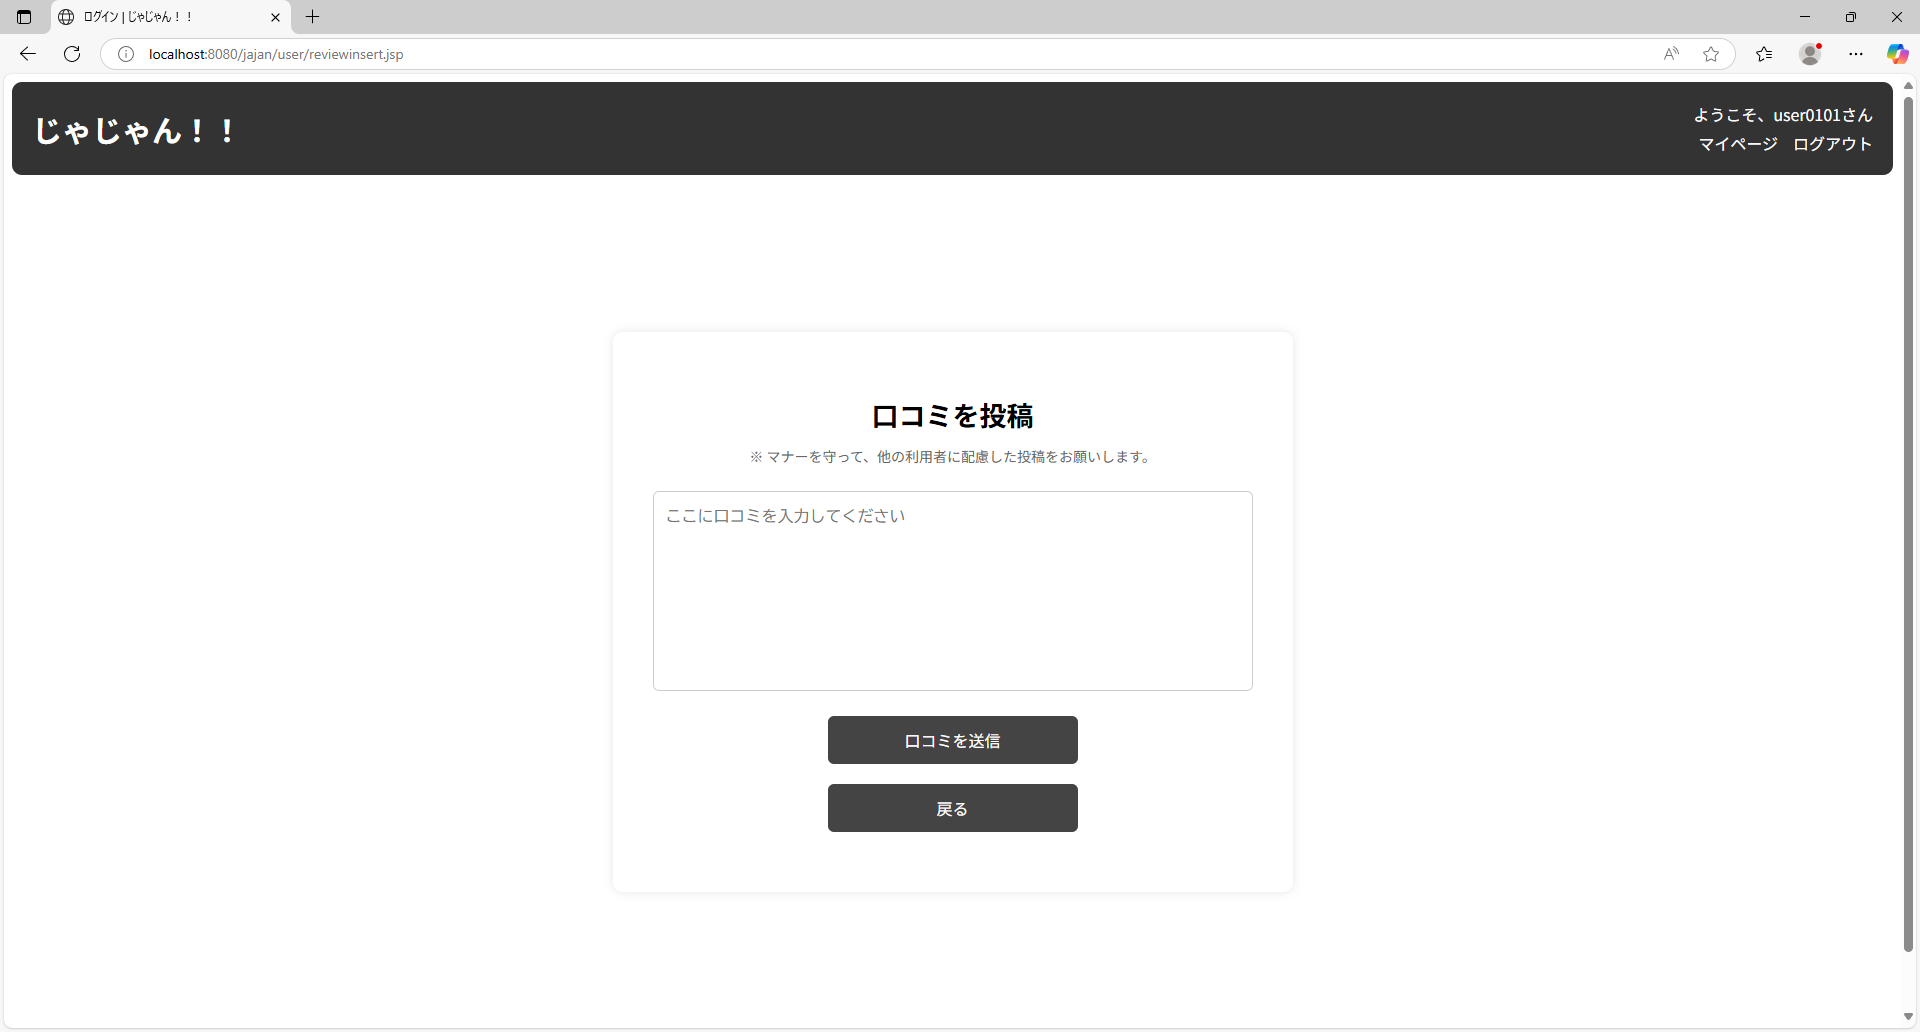 ログイン | じゃじゃん！！
localhost:8080/jajan/user/reviewinsert.jsp
じゃじゃん！！
ようこそ、user0101さん
マイページ ログアウト
口コミを投稿
※ マナーを守って、他の利用者に配慮した投稿をお願いします。
ここに口コミを入力してください
口コミを送信
戻る